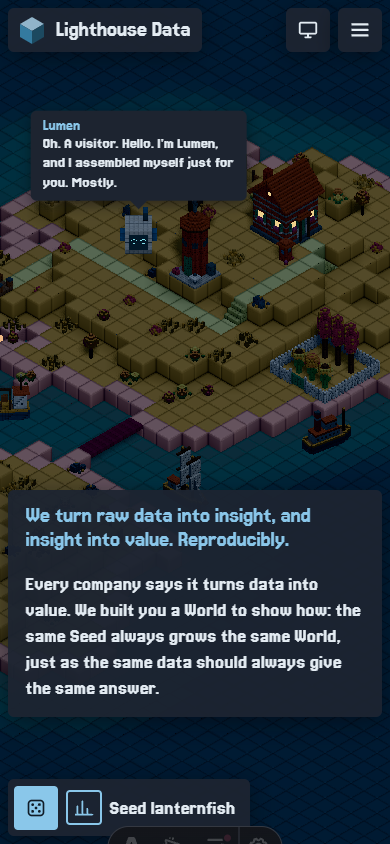 Lighthouse Data
Lumen
Oh. A visitor. Hello. I'm Lumen,
and I assembled myself just for
you. Mostly.
We turn raw data into insight, and
insight into value. Reproducibly.
Every company says it turns data into
value. We built you a World to show how: the
same Seed always grows the same World,
just as the same data should always give
the same answer.
Seed lanternfish